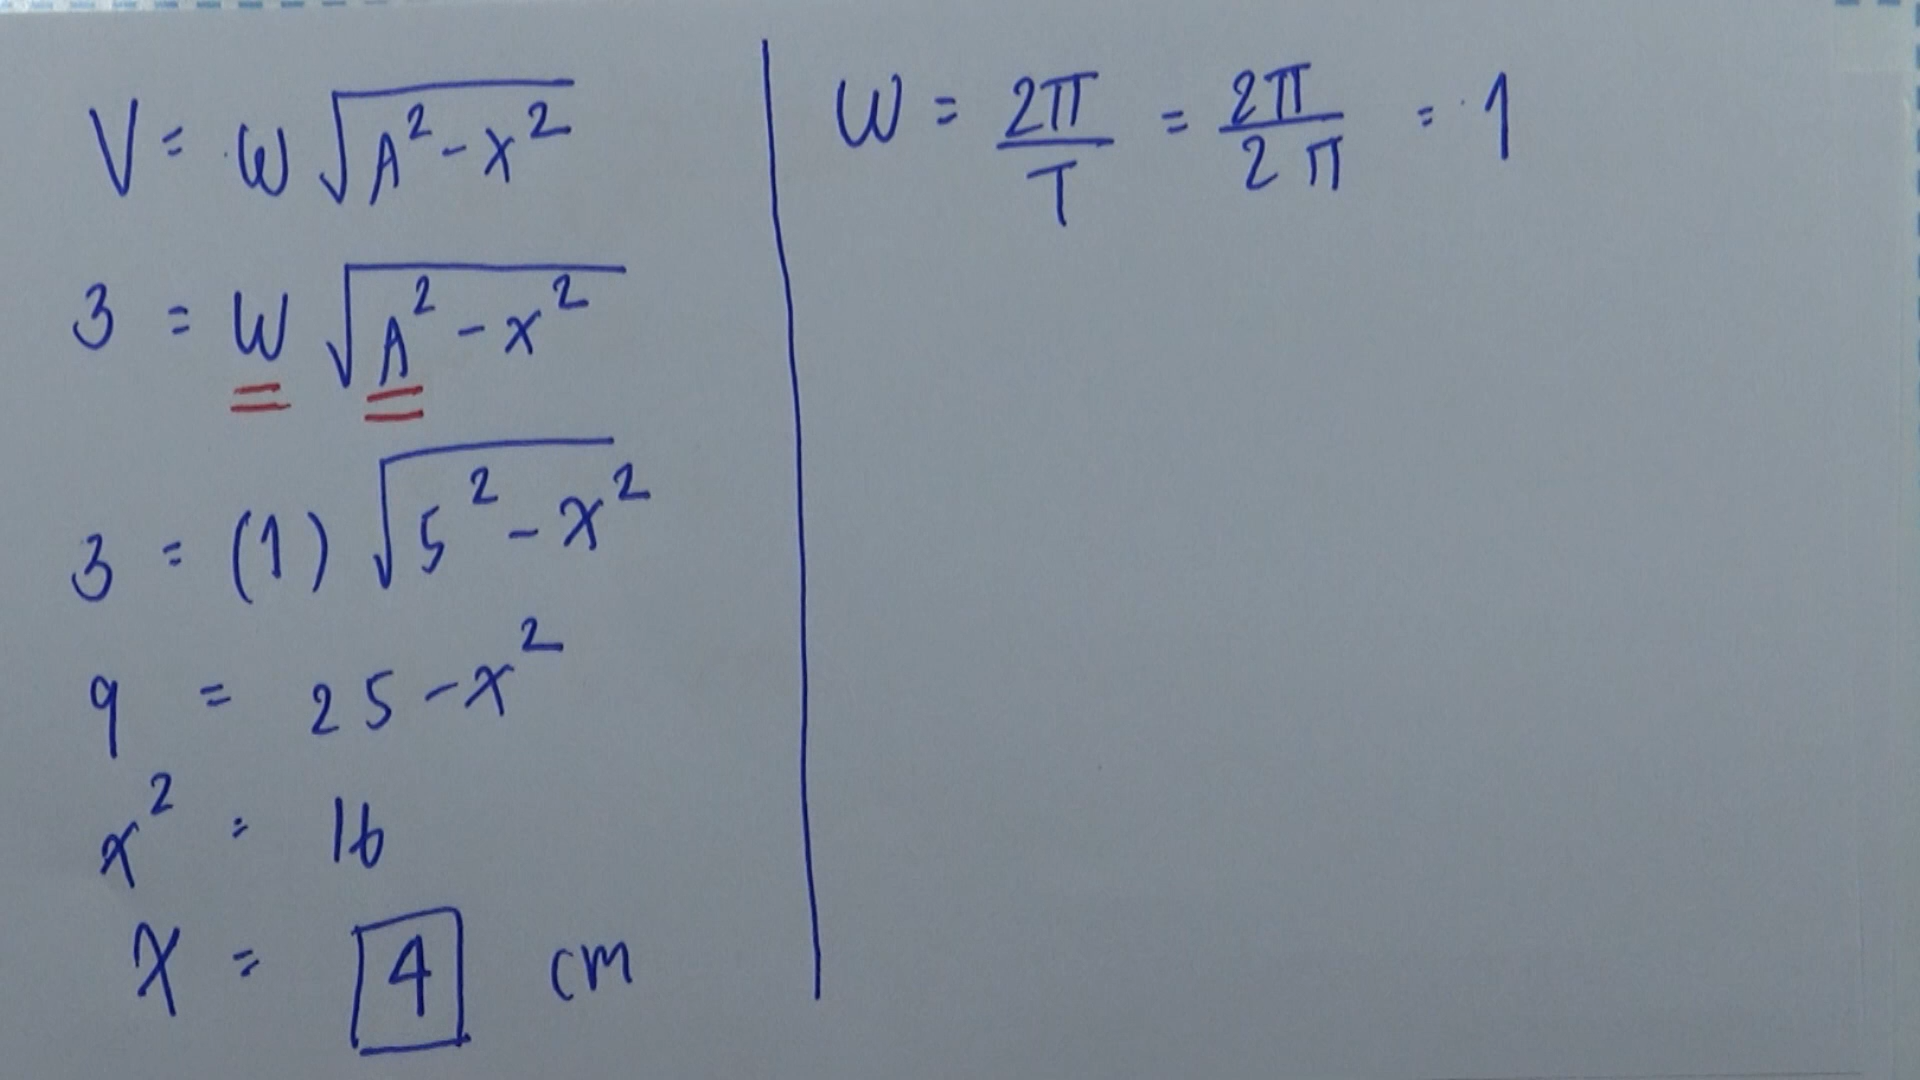 V = ω √(A² - x²)
3 = ω √(A² - x²)
3 = (1) √(5² - x²)
9 = 25 - x²
x² = 16
x = 4 cm
ω = 2π/T = 2π/2π = 1